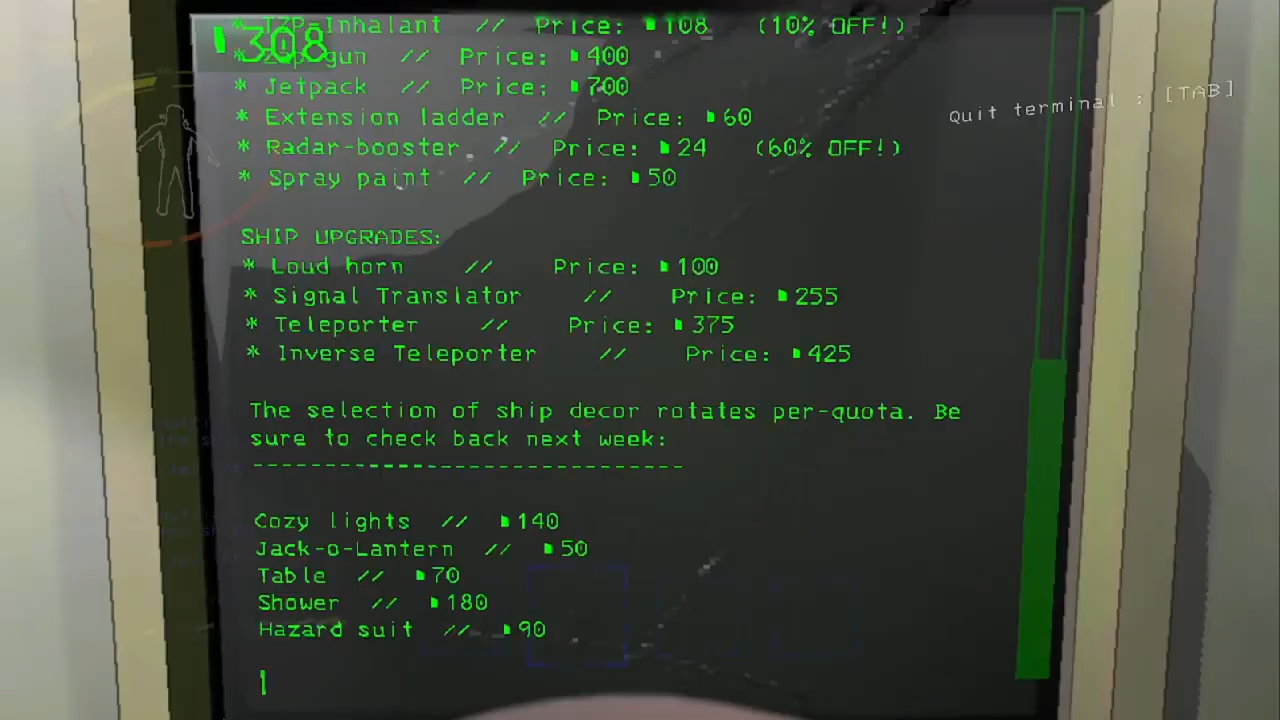 * TZP-Inhalant // Price: ▮108 (10% OFF!)
▮308
* Zap gun // Price: ▮400
* Jetpack // Price: ▮700
* Extension ladder // Price: ▮60
Quit terminal : [TAB]
* Radar-booster // Price: ▮24 (60% OFF!)
* Spray paint // Price: ▮50
SHIP UPGRADES:
* Loud horn // Price: ▮100
* Signal Translator // Price: ▮255
* Teleporter // Price: ▮375
* Inverse Teleporter // Price: ▮425
The selection of ship decor rotates per-quota. Be
sure to check back next week:
------------------------------
Cozy lights // ▮140
Jack-o-Lantern // ▮50
Table // ▮70
Shower // ▮180
Hazard suit // ▮90